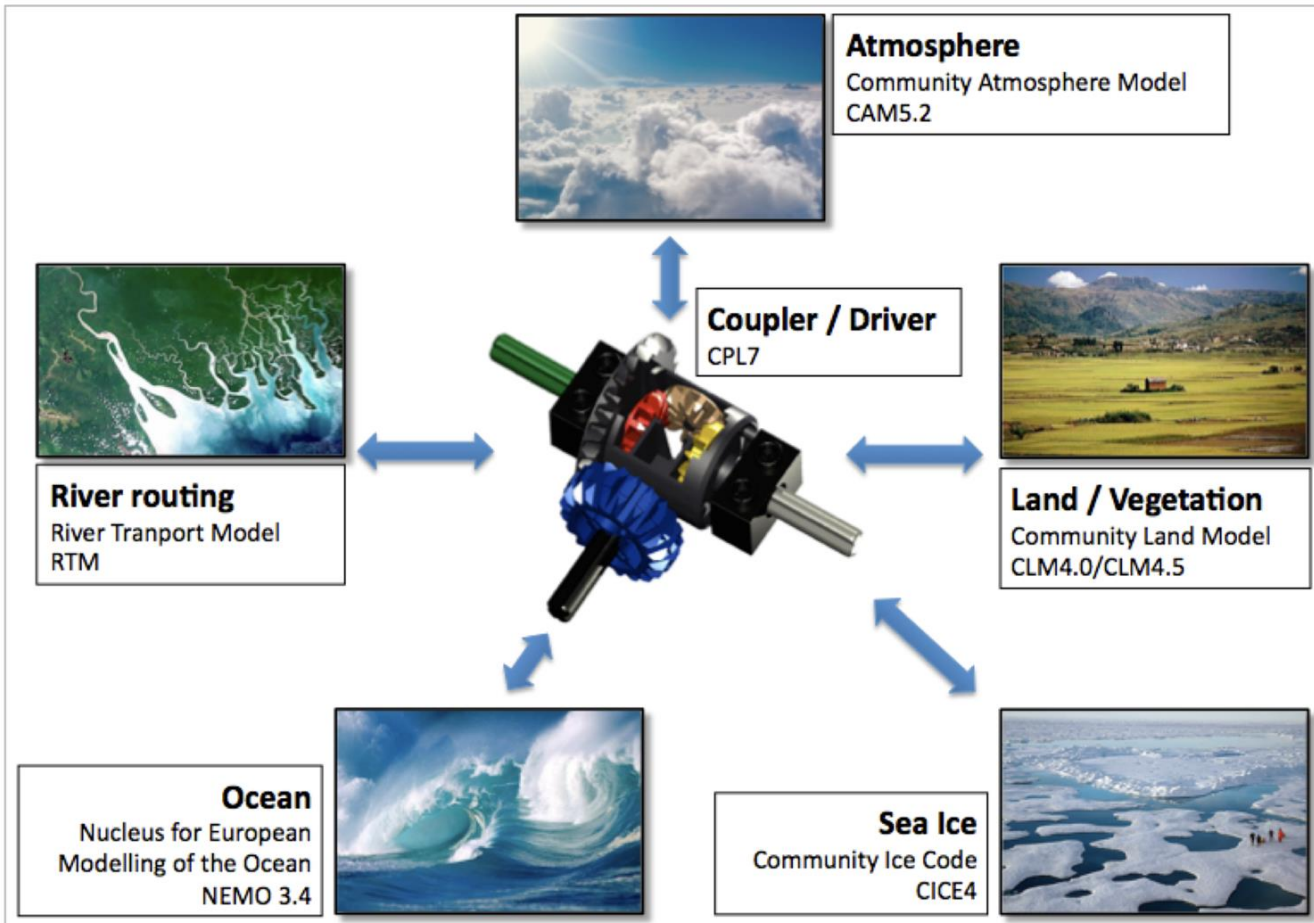 Atmosphere
Community Atmosphere Model
CAM5.2
Coupler / Driver
CPL7
River routing
River Tranport Model
RTM
Land / Vegetation
Community Land Model
CLM4.0/CLM4.5
Ocean
Nucleus for European
Modelling of the Ocean
NEMO 3.4
Sea Ice
Community Ice Code
CICE4